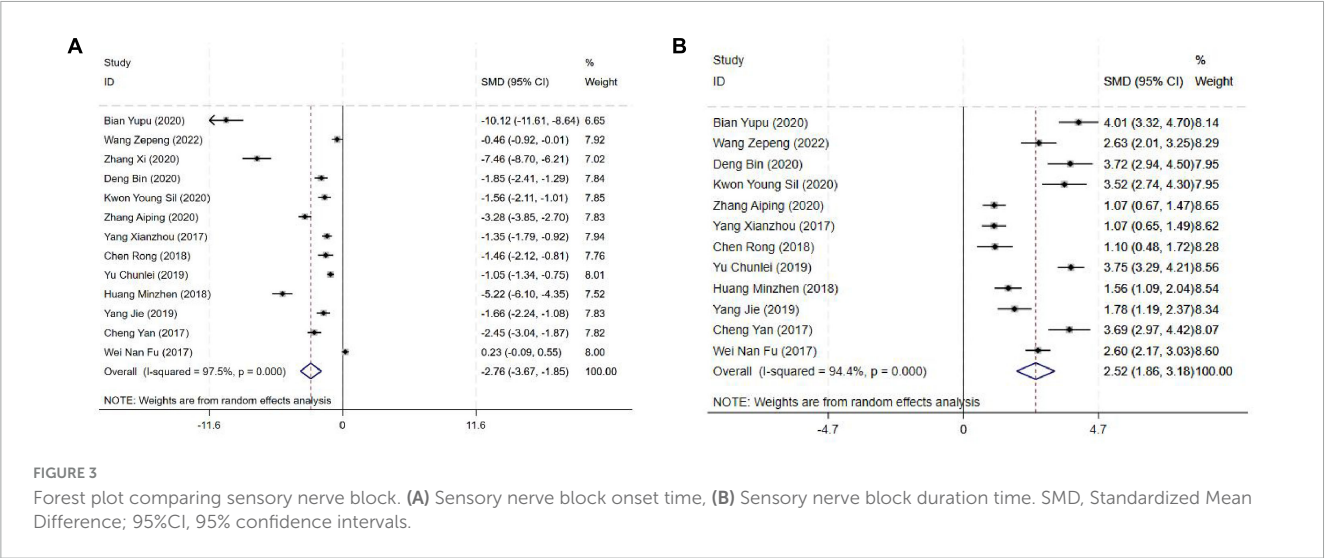 A
Study %
ID SMD (95% CI) Weight
Bian Yupu (2020) -10.12 (-11.61, -8.64) 6.65
Wang Zepeng (2022) -0.46 (-0.92, -0.01) 7.92
Zhang Xi (2020) -7.46 (-8.70, -6.21) 7.02
Deng Bin (2020) -1.85 (-2.41, -1.29) 7.84
Kwon Young Sil (2020) -1.56 (-2.11, -1.01) 7.85
Zhang Aiping (2020) -3.28 (-3.85, -2.70) 7.83
Yang Xianzhou (2017) -1.35 (-1.79, -0.92) 7.94
Chen Rong (2018) -1.46 (-2.12, -0.81) 7.76
Yu Chunlei (2019) -1.05 (-1.34, -0.75) 8.01
Huang Minzhen (2018) -5.22 (-6.10, -4.35) 7.52
Yang Jie (2019) -1.66 (-2.24, -1.08) 7.83
Cheng Yan (2017) -2.45 (-3.04, -1.87) 7.82
Wei Nan Fu (2017) 0.23 (-0.09, 0.55) 8.00
Overall (I-squared = 97.5%, p = 0.000) -2.76 (-3.67, -1.85) 100.00
NOTE: Weights are from random effects analysis
-11.6 0 11.6
B
Study %
ID SMD (95% CI) Weight
Bian Yupu (2020) 4.01 (3.32, 4.70) 8.14
Wang Zepeng (2022) 2.63 (2.01, 3.25) 8.29
Deng Bin (2020) 3.72 (2.94, 4.50) 7.95
Kwon Young Sil (2020) 3.52 (2.74, 4.30) 7.95
Zhang Aiping (2020) 1.07 (0.67, 1.47) 8.65
Yang Xianzhou (2017) 1.07 (0.65, 1.49) 8.62
Chen Rong (2018) 1.10 (0.48, 1.72) 8.28
Yu Chunlei (2019) 3.75 (3.29, 4.21) 8.56
Huang Minzhen (2018) 1.56 (1.09, 2.04) 8.54
Yang Jie (2019) 1.78 (1.19, 2.37) 8.34
Cheng Yan (2017) 3.69 (2.97, 4.42) 8.07
Wei Nan Fu (2017) 2.60 (2.17, 3.03) 8.60
Overall (I-squared = 94.4%, p = 0.000) 2.52 (1.86, 3.18) 100.00
NOTE: Weights are from random effects analysis
-4.7 0 4.7
FIGURE 3
Forest plot comparing sensory nerve block. (A) Sensory nerve block onset time, (B) Sensory nerve block duration time. SMD, Standardized Mean
Difference; 95%CI, 95% confidence intervals.